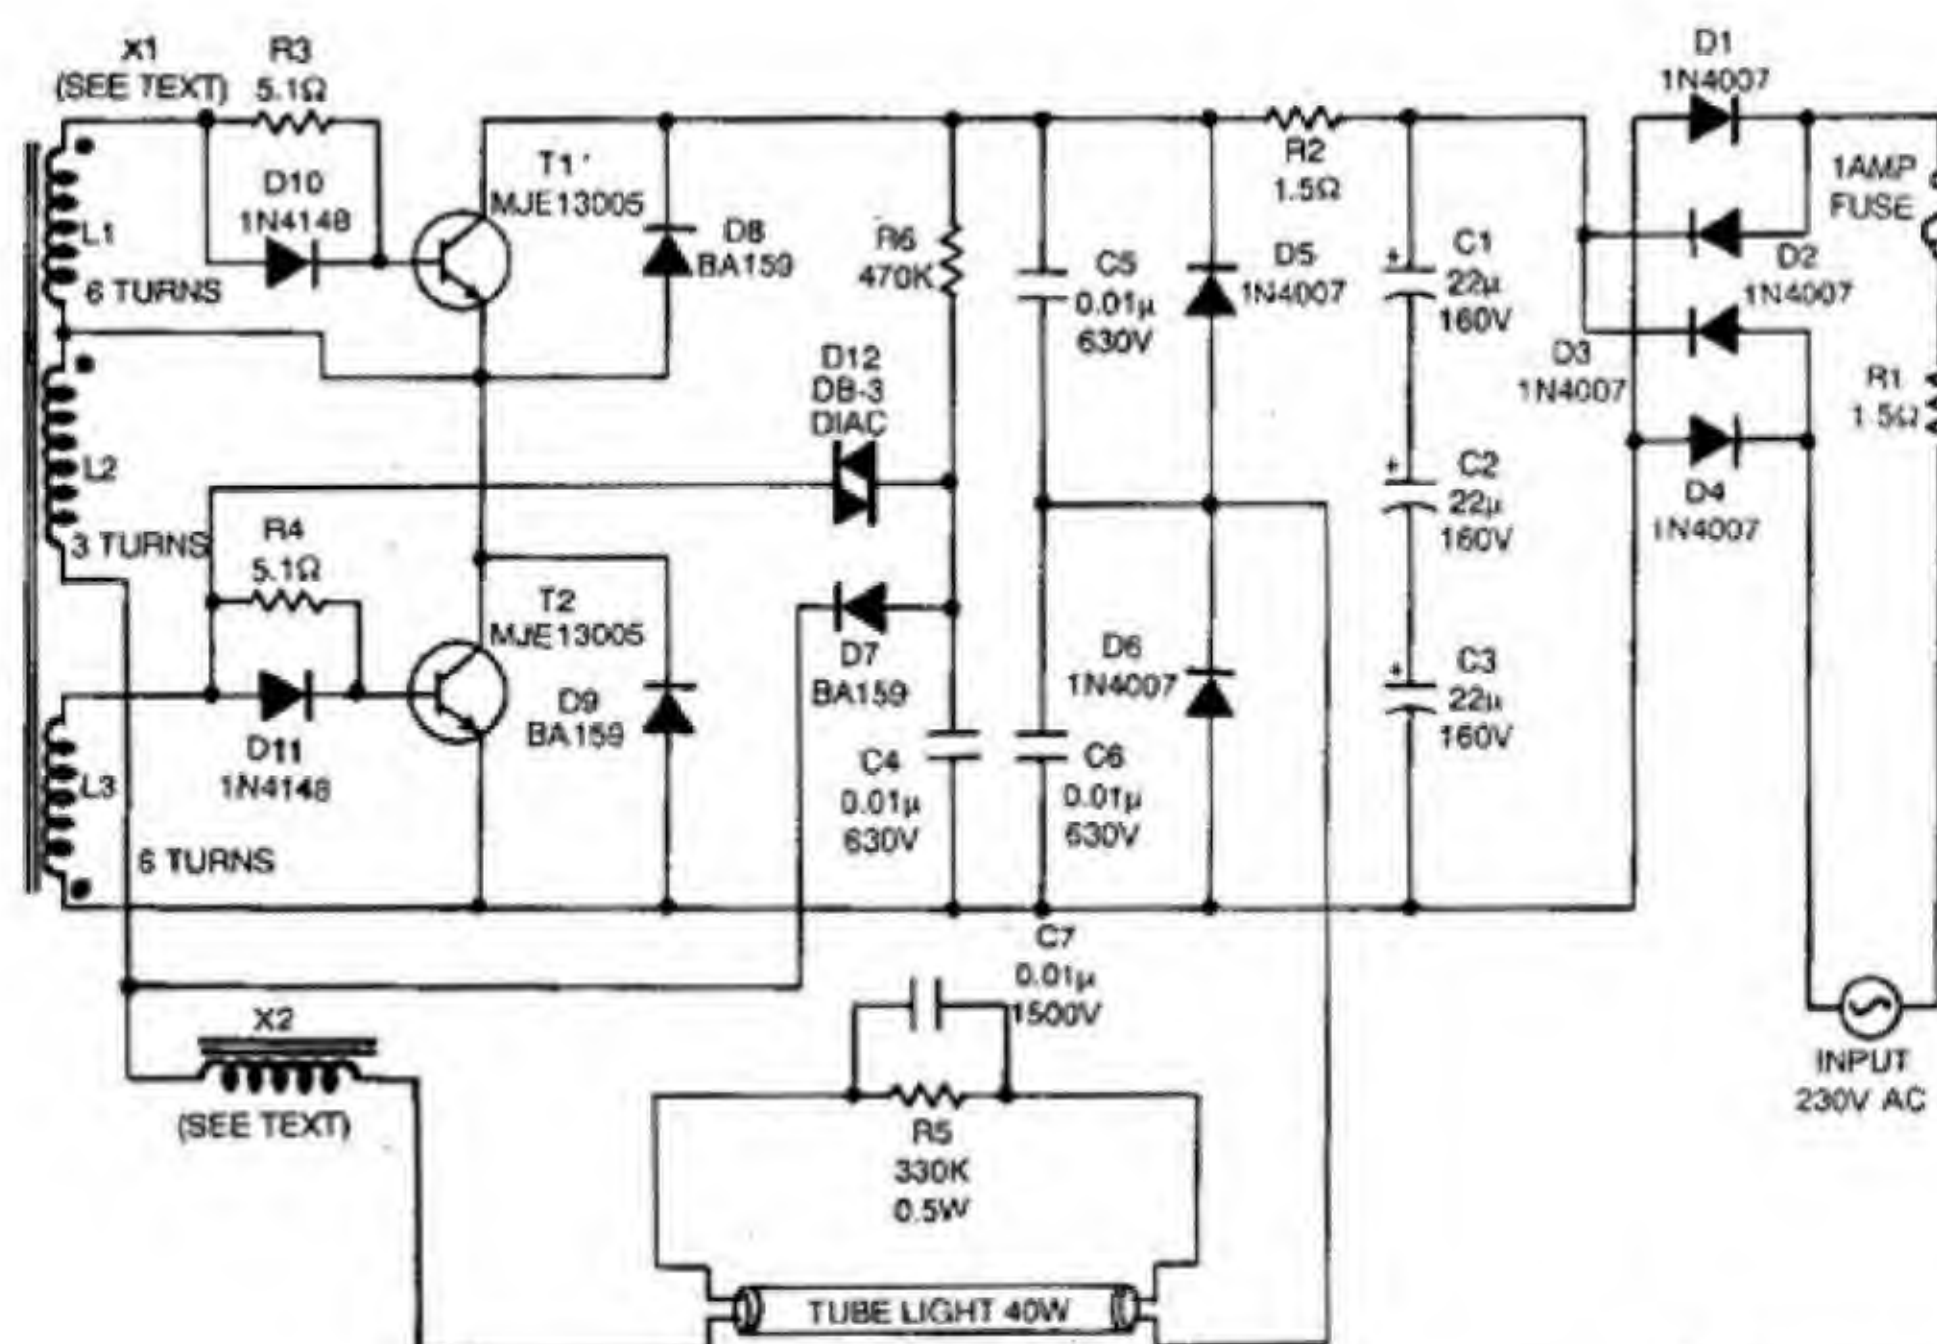 X1
(SEE TEXT)
R3
5.1Ω
D10
1N4148
L1
6 TURNS
T1'
MJE13005
D8
BA159
R6
470K
C5
0.01µ
630V
R2
1.5Ω
D5
1N4007
C1
+
22µ
160V
D1
1N4007
1AMP
FUSE
D2
1N4007
D3
1N4007
R1
1.5Ω
D12
DB-3
DIAC
L2
3 TURNS
R4
5.1Ω
T2
MJE13005
D11
1N4148
D9
BA159
D7
BA159
C4
0.01µ
630V
C6
0.01µ
630V
D6
1N4007
C2
+
22µ
160V
C3
+
22µ
160V
D4
1N4007
L3
6 TURNS
C7
0.01µ
1500V
X2
(SEE TEXT)
R5
330K
0.5W
TUBE LIGHT 40W
INPUT
230V AC